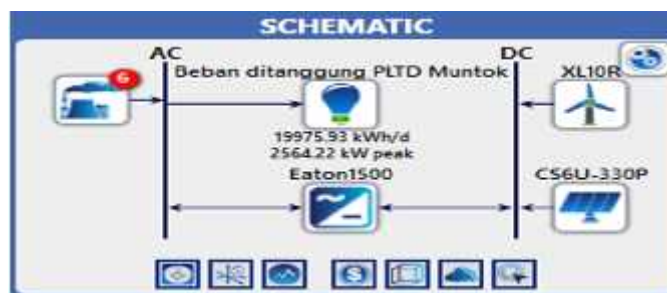 SCHEMATIC
AC
DC
6
Beban ditanggung PLTD Muntok
XL10R
19975.93 kWh/d
2564.22 kW peak
Eaton1500
CS6U-330P